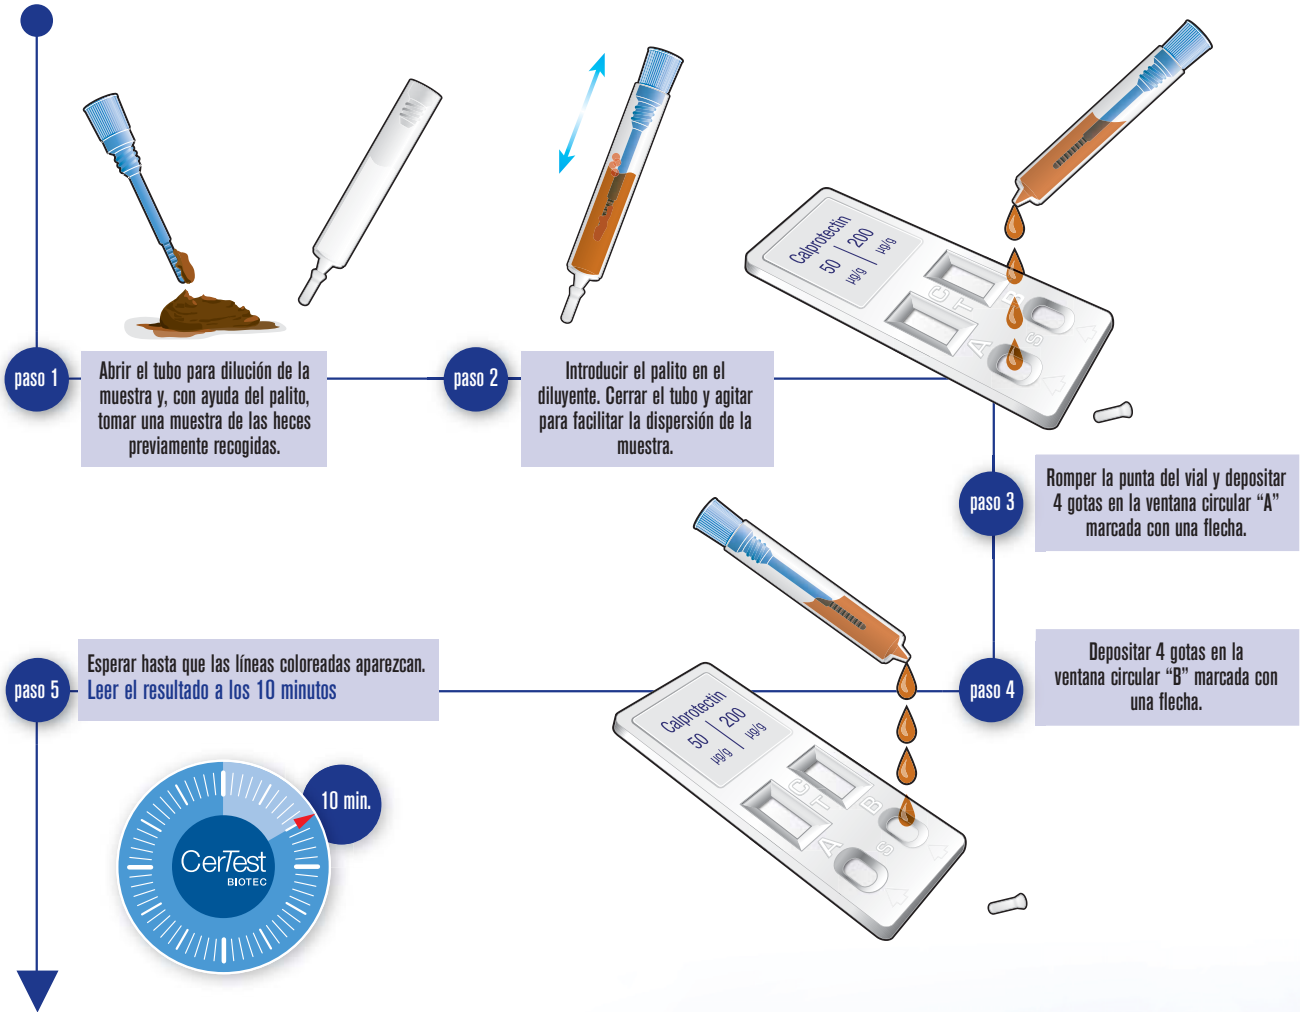 paso 1
Abrir el tubo para dilución de la
muestra y, con ayuda del palito,
tomar una muestra de las heces
previamente recogidas.
paso 2
Introducir el palito en el
diluyente. Cerrar el tubo y agitar
para facilitar la dispersión de la
muestra.
Calprotectin
50 | 200
µg/g µg/g
C
T
A
B
S
paso 3
Romper la punta del vial y depositar
4 gotas en la ventana circular “A”
marcada con una flecha.
paso 4
Depositar 4 gotas en la
ventana circular “B” marcada con
una flecha.
Calprotectin
50 | 200
µg/g µg/g
C
T
A
B
S
paso 5
Esperar hasta que las líneas coloreadas aparezcan.
Leer el resultado a los 10 minutos
10 min.
CerTest
BIOTEC